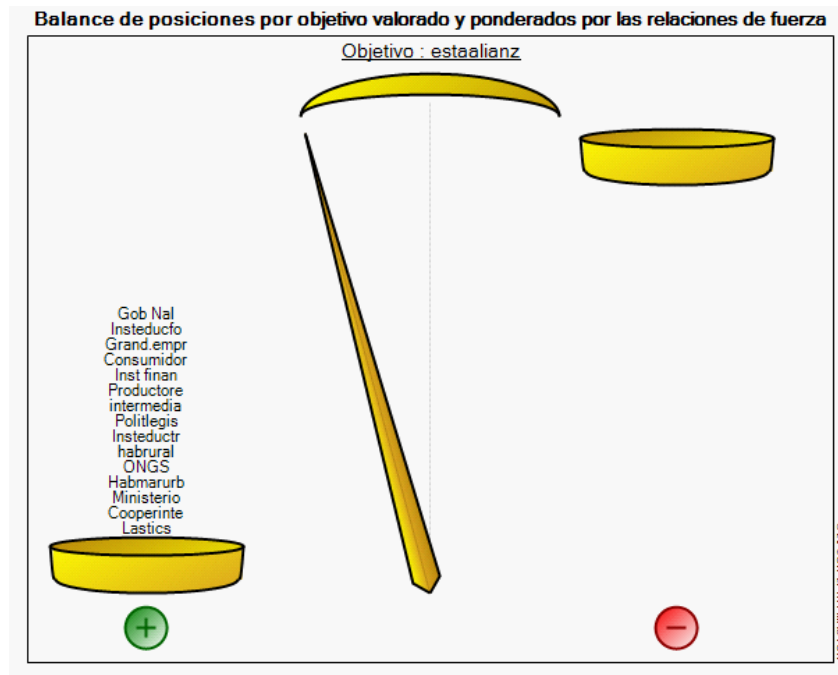 Balance de posiciones por objetivo valorado y ponderados por las relaciones de fuerza
Objetivo : estaalianz
Gob Nal
Insteducfo
Grand.empr
Consumidor
Inst finan
Productore
intermedia
Politlegis
Insteductr
habrural
ONGS
Habmarurb
Ministerio
Cooperinte
Lastics